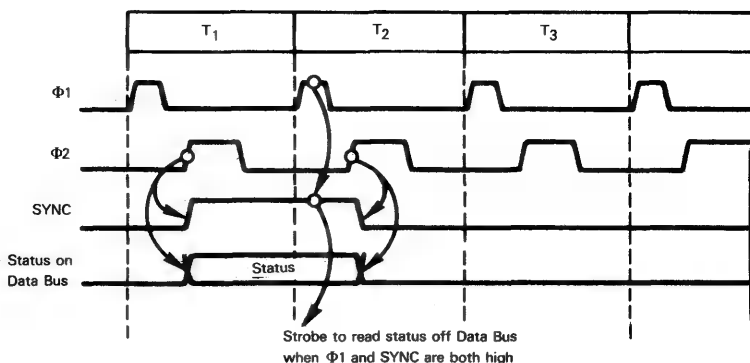 T1 T2 T3
Φ1
Φ2
SYNC
Status on
Data Bus
Status
Strobe to read status off Data Bus
when Φ1 and SYNC are both high